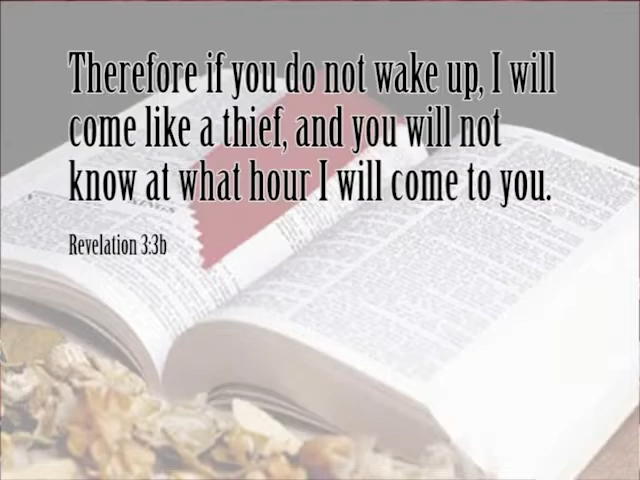 Therefore if you do not wake up, I will
come like a thief, and you will not
know at what hour I will come to you.
Revelation 3:3b